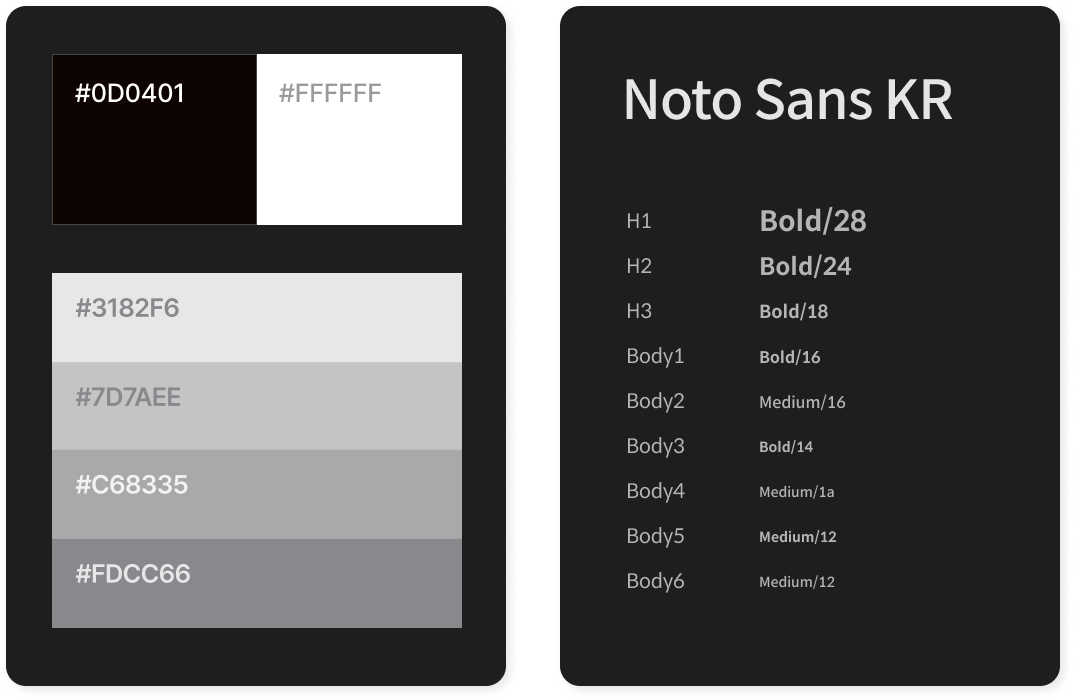 #0D0401
#FFFFFF
#3182F6
#7D7AEE
#C68335
#FDCC66
Noto Sans KR
H1 Bold/28
H2 Bold/24
H3 Bold/18
Body1 Bold/16
Body2 Medium/16
Body3 Bold/14
Body4 Medium/1a
Body5 Medium/12
Body6 Medium/12